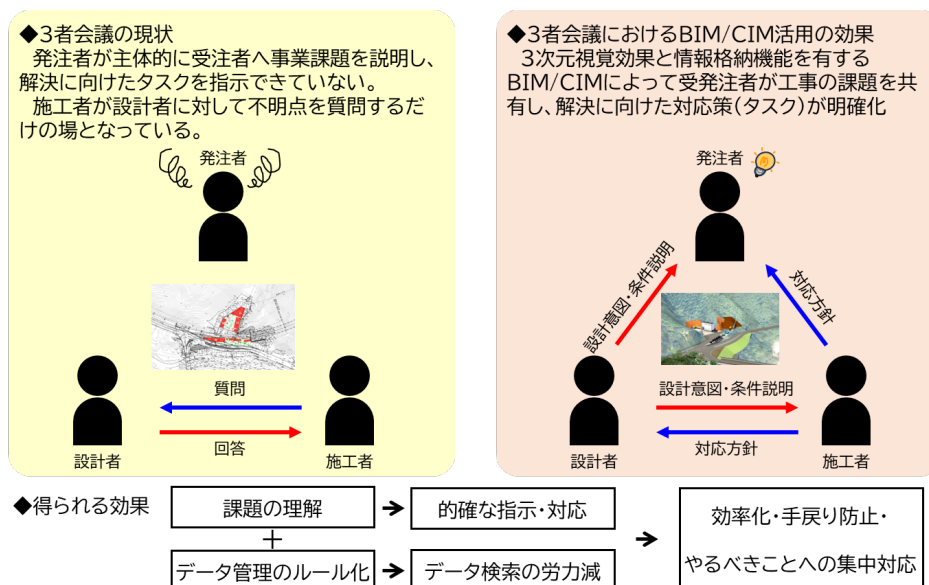 ◆3者会議の現状
発注者が主体的に受注者へ事業課題を説明し、
解決に向けたタスクを指示できていない。
施工者が設計者に対して不明点を質問するだ
けの場となっている。
発注者
質問
回答
設計者
施工者
◆3者会議におけるBIM/CIM活用の効果
3次元視覚効果と情報格納機能を有する
BIM/CIMによって受発注者が工事の課題を共
有し、解決に向けた対応策(タスク)が明確化
発注者
設計意図・条件説明
対応方針
設計意図・条件説明
対応方針
設計者
施工者
◆得られる効果
課題の理解
的確な指示・対応
+
データ管理のルール化
データ検索の労力減
効率化・手戻り防止・
やるべきことへの集中対応